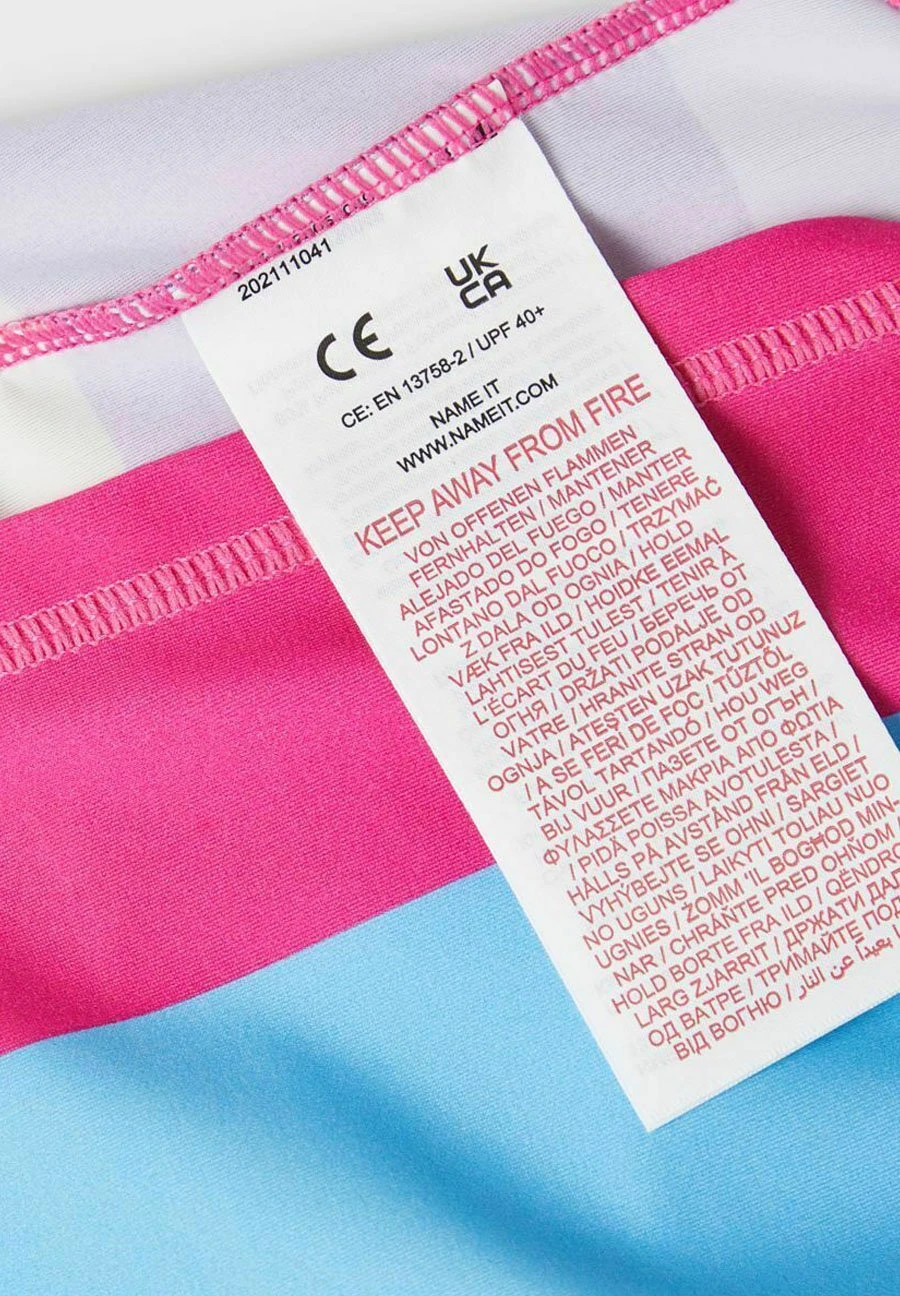 202111041
CE
UK
CA
CE: EN 13758-2 / UPF 40+
NAME IT
WWW.NAMEIT.COM
KEEP AWAY FROM FIRE
VON OFFENEN FLAMMEN
FERNHALTEN / MANTENER
ALEJADO DEL FUEGO / MANTER
AFASTADO DO FOGO / TENERE
LONTANO DAL FUOCO / TRZYMAĆ
Z DALA OD OGNIA / HOLD
VÆK FRA ILD / HOIDKE EEMAL
LAHTISEST TULEST / TENIR À
L'ÉCART DU FEU / БЕРЕЧЬ ОТ
ОГНЯ / DRŽATI PODALJE OD
VATRE / HRANITE STRAN OD
OGNJA / ATEŞTEN UZAK TUTUNUZ
/ A SE FERI DE FOC / TŰZTŐL
TÁVOL TARTANDÓ / HOU WEG
BIJ VUUR / ПАЗЕТЕ ОТ ОГЪН /
ΦΥΛΑΣΣΕΤΕ ΜΑΚΡΙΑ ΑΠΟ ΦΩΤΙΑ
/ PIDÄ POISSA AVOTULESTA /
HÅLLS PÅ AVSTÅND FRÅN ELD /
VYHÝBEJTE SE OHNI / SARGIET
NO UGUNS / LAIKYTI TOLIAU NUO
UGNIES / ŻOMM 'IL BOGĦOD MIN-
NAR / CHRÁŇTE PRED OHŇOM /
HOLD BORTE FRA ILD / QËNDRO
LARG ZJARRIT / ДРЖАТИ ДАЉ
ОД ВАТРЕ / ТРИМАЙТЕ ПОД
ВІД ВОГНЮ / بعيداً عن النار